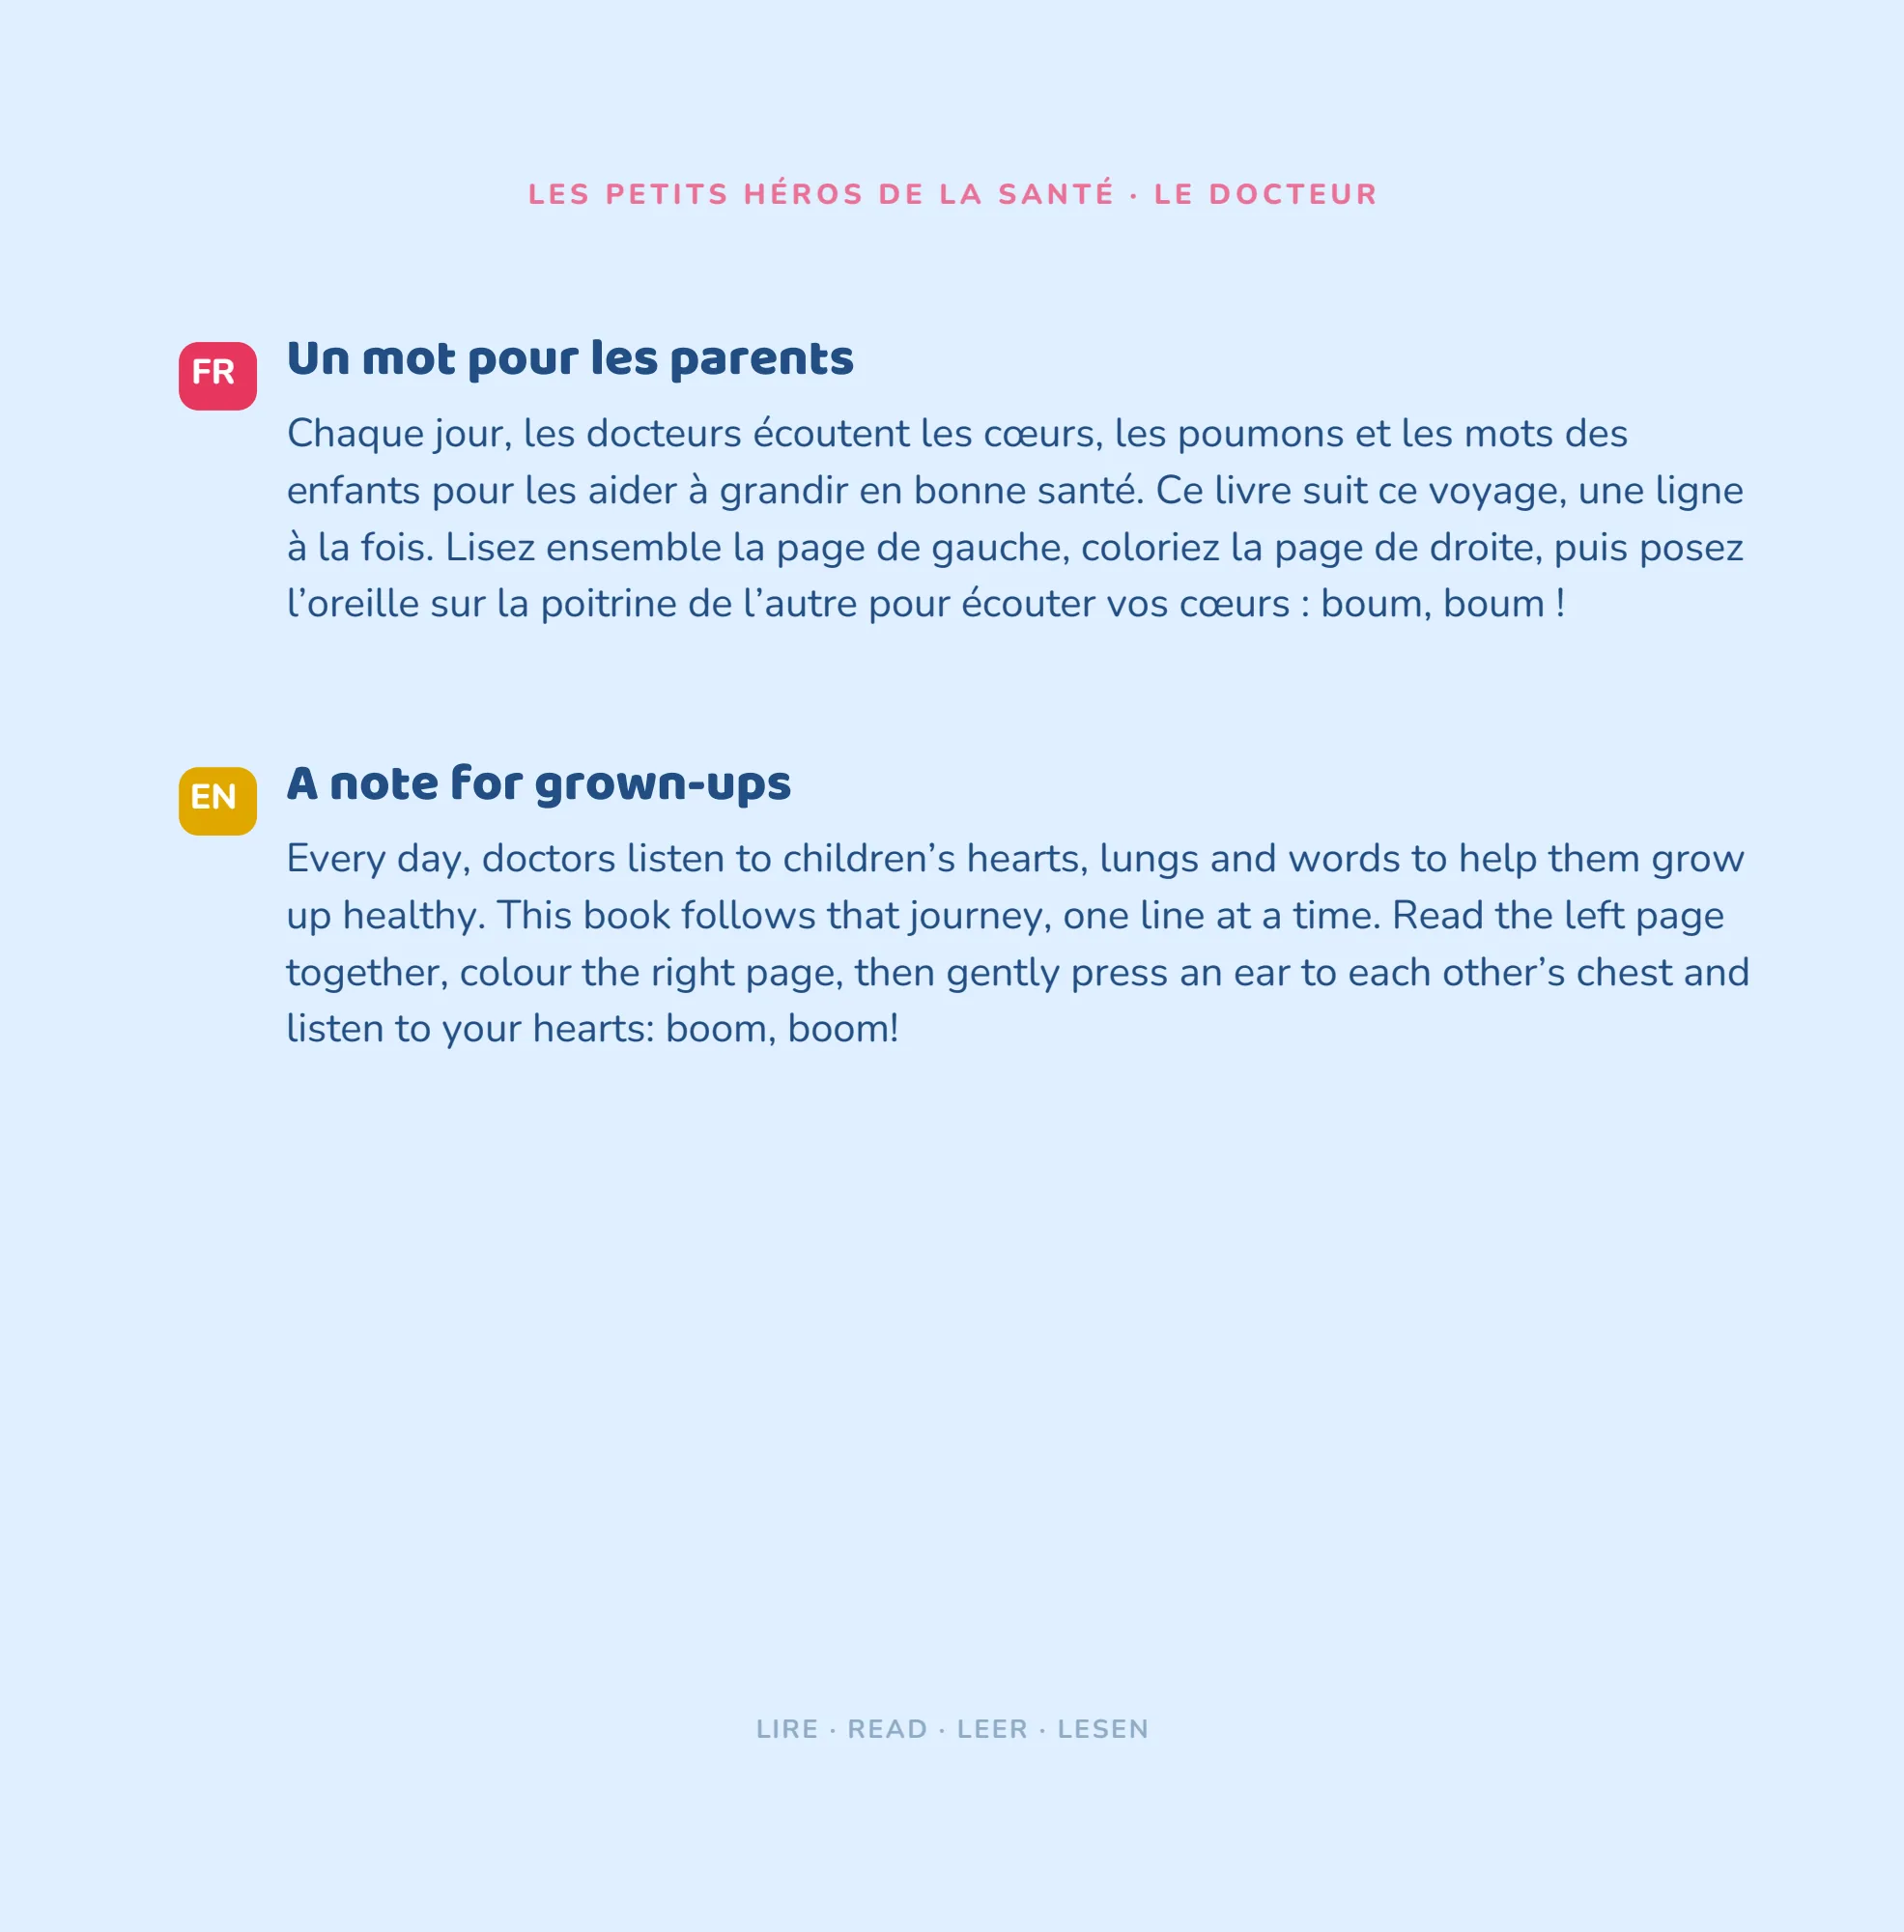 LES PETITS HÉROS DE LA SANTÉ · LE DOCTEUR
FR
Un mot pour les parents
Chaque jour, les docteurs écoutent les cœurs, les poumons et les mots des
enfants pour les aider à grandir en bonne santé. Ce livre suit ce voyage, une ligne
à la fois. Lisez ensemble la page de gauche, coloriez la page de droite, puis posez
l’oreille sur la poitrine de l’autre pour écouter vos cœurs : boum, boum !
EN
A note for grown-ups
Every day, doctors listen to children’s hearts, lungs and words to help them grow
up healthy. This book follows that journey, one line at a time. Read the left page
together, colour the right page, then gently press an ear to each other’s chest and
listen to your hearts: boom, boom!
LIRE · READ · LEER · LESEN